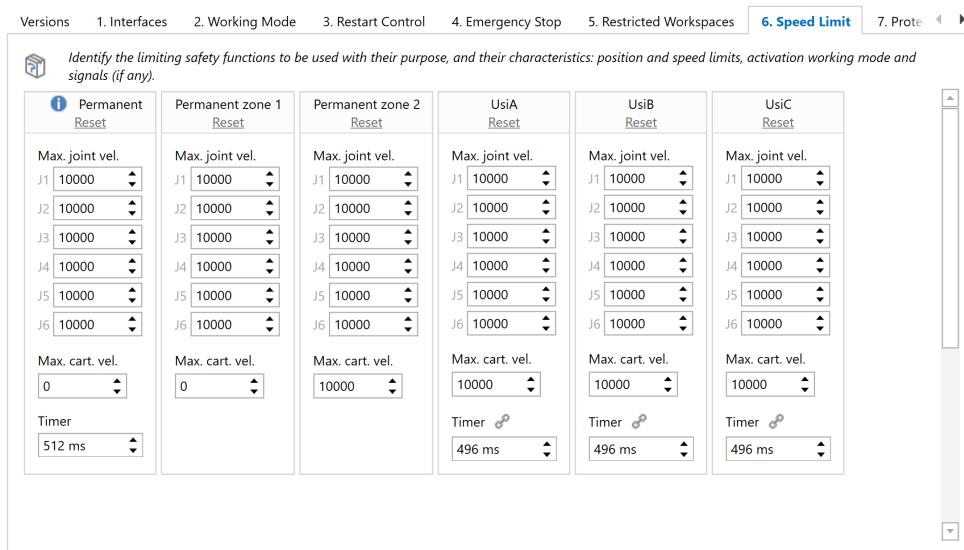 Versions 1. Interfaces 2. Working Mode 3. Restart Control 4. Emergency Stop 5. Restricted Workspaces 6. Speed Limit 7. Prote
Identify the limiting safety functions to be used with their purpose, and their characteristics: position and speed limits, activation working mode and
signals (if any).
Permanent Permanent zone 1 Permanent zone 2 UsiA UsiB UsiC
Reset Reset Reset Reset Reset Reset
Max. joint vel. Max. joint vel. Max. joint vel. Max. joint vel. Max. joint vel. Max. joint vel.
J1 10000 J1 10000 J1 10000 J1 10000 J1 10000 J1 10000
J2 10000 J2 10000 J2 10000 J2 10000 J2 10000 J2 10000
J3 10000 J3 10000 J3 10000 J3 10000 J3 10000 J3 10000
J4 10000 J4 10000 J4 10000 J4 10000 J4 10000 J4 10000
J5 10000 J5 10000 J5 10000 J5 10000 J5 10000 J5 10000
J6 10000 J6 10000 J6 10000 J6 10000 J6 10000 J6 10000
Max. cart. vel. Max. cart. vel. Max. cart. vel. Max. cart. vel. Max. cart. vel. Max. cart. vel.
0 0 10000 10000 10000 10000
Timer Timer Timer Timer
512 ms 496 ms 496 ms 496 ms